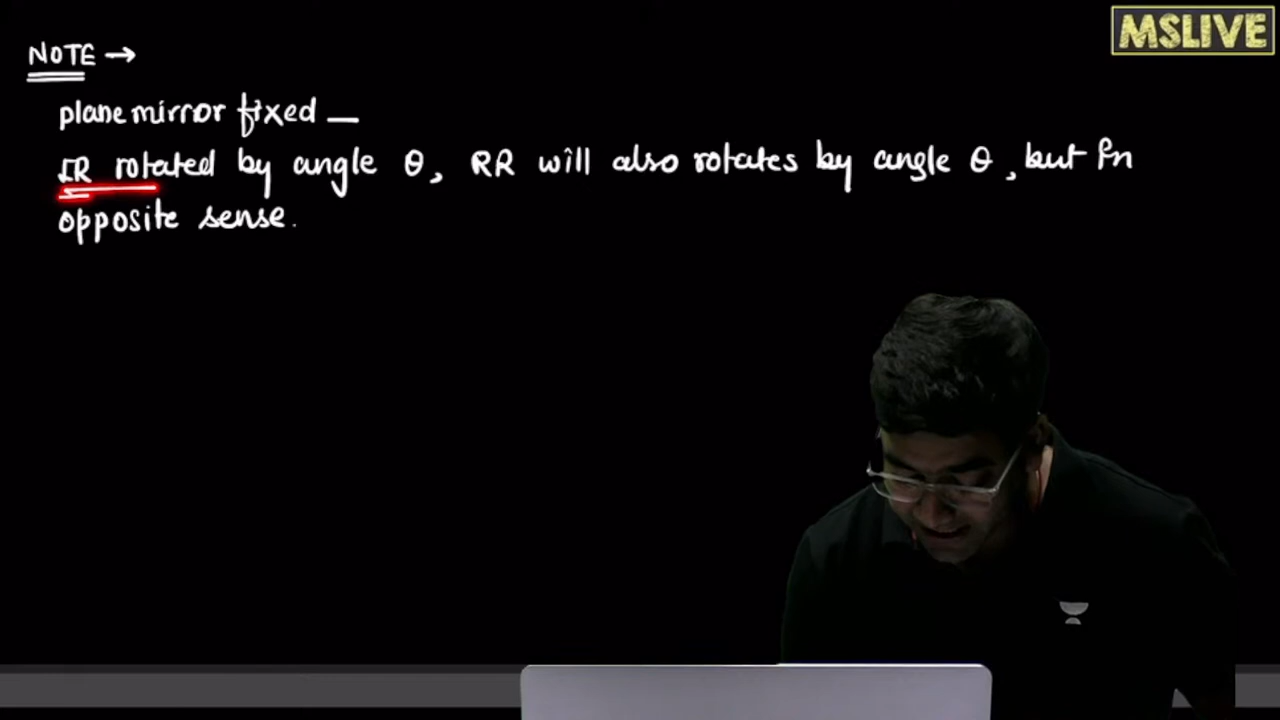 MSLIVE
NOTE →
plane mirror fixed —
IR rotated by angle θ, RR will also rotates by angle θ, but in
opposite sense.